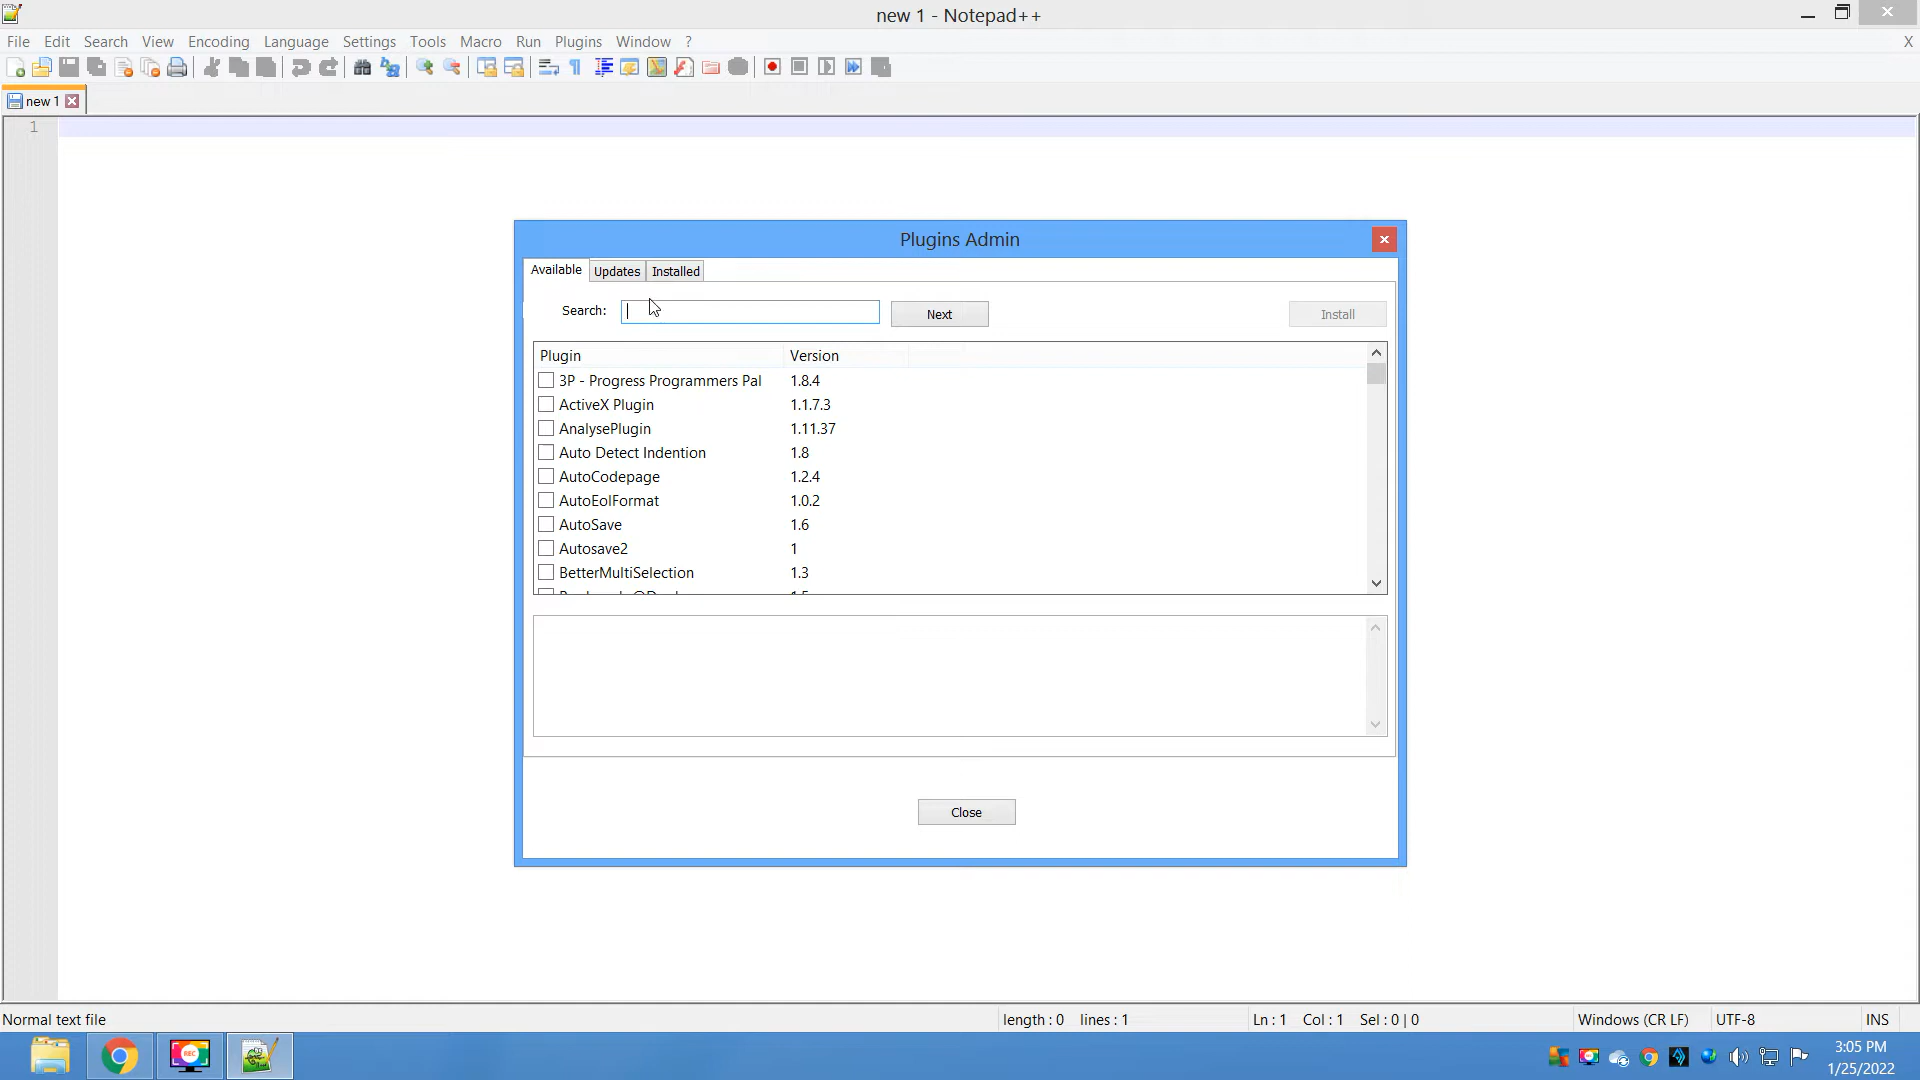 new 1 - Notepad++
File Edit Search View Encoding Language Settings Tools Macro Run Plugins Window ? X
new 1
1
Plugins Admin
Available Updates Installed
Search: Next Install
Plugin Version
3P - Progress Programmers Pal 1.8.4
ActiveX Plugin 1.1.7.3
AnalysePlugin 1.11.37
Auto Detect Indention 1.8
AutoCodepage 1.2.4
AutoEolFormat 1.0.2
AutoSave 1.6
Autosave2 1
BetterMultiSelection 1.3
Close
Normal text file length : 0 lines : 1 Ln : 1 Col : 1 Sel : 0 | 0 Windows (CR LF) UTF-8 INS
REC
3:05 PM
1/25/2022